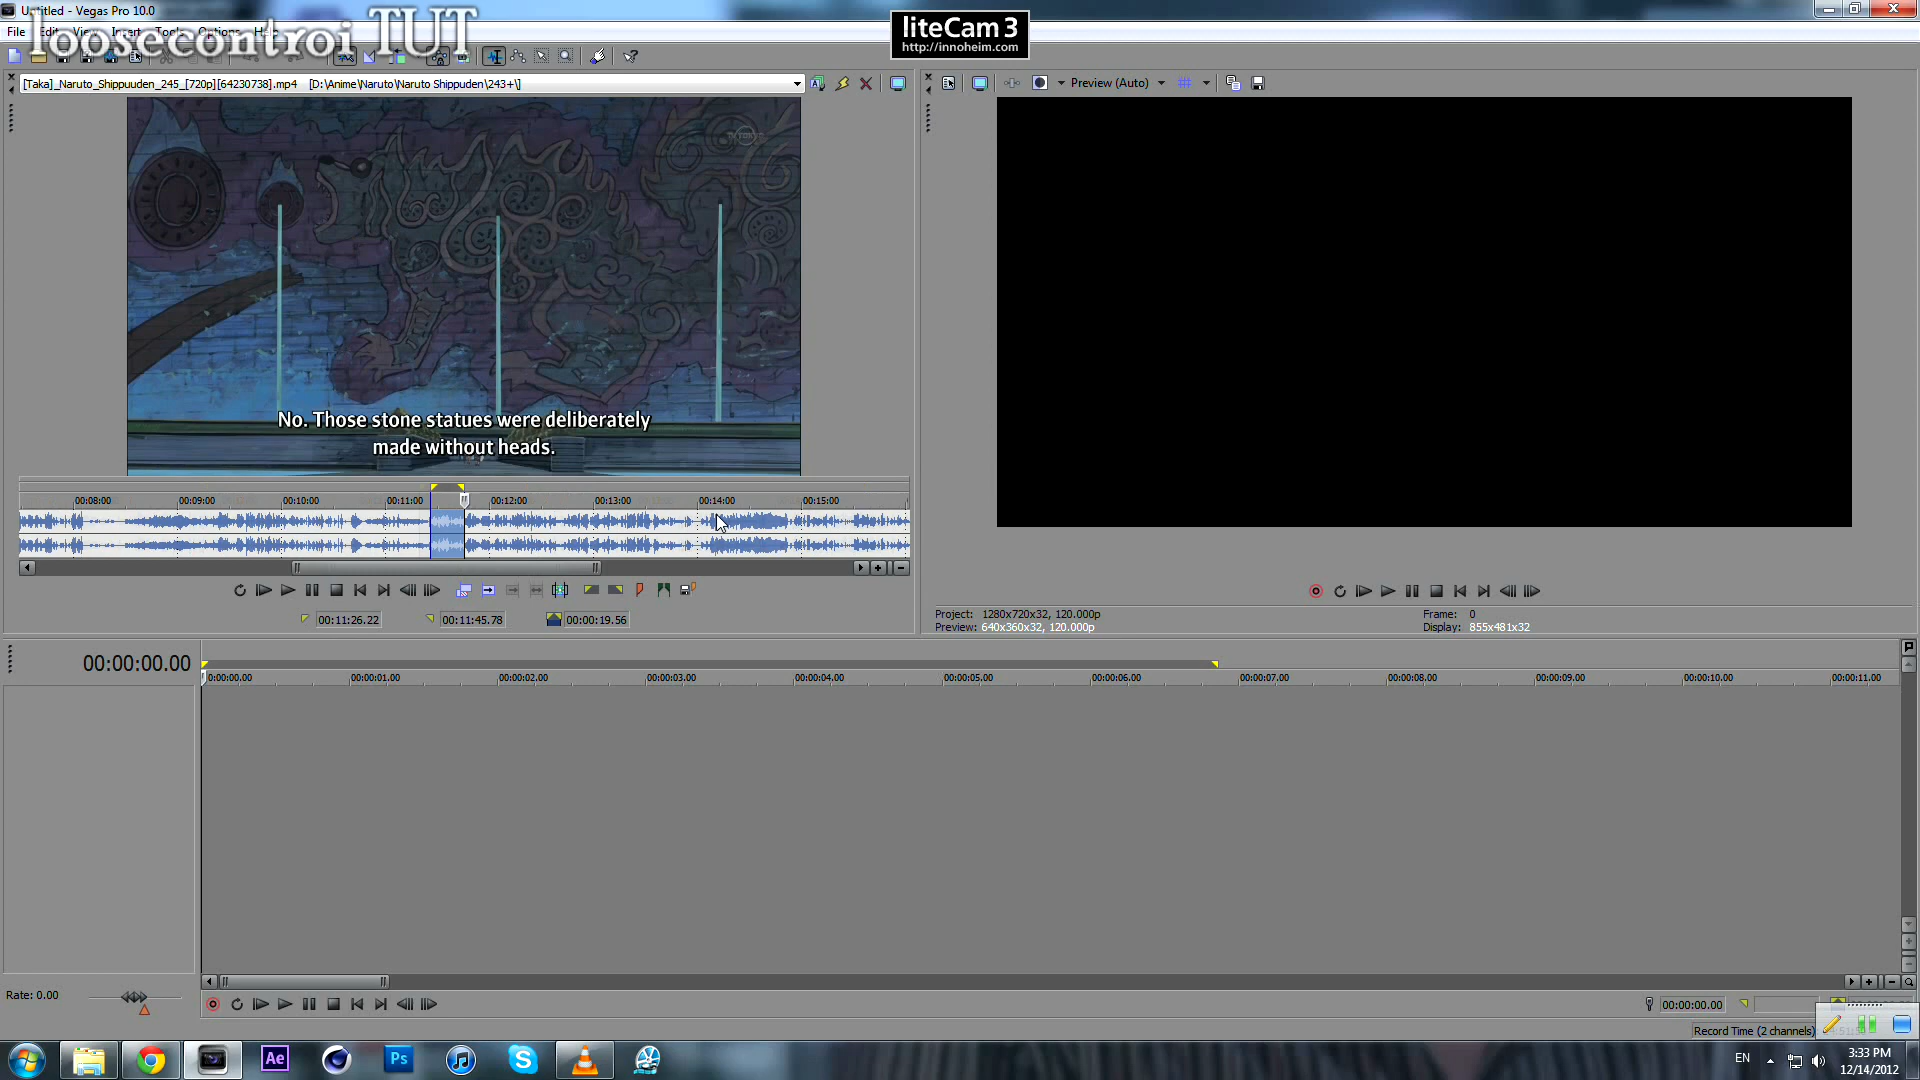 Untitled - Vegas Pro 10.0
File Edit View Insert Tools Options Help
loosecontroi TUT
liteCam 3
http://innoheim.com
[Taka]_Naruto_Shippuuden_245_[720p][64230738].mp4 [D:\Anime\Naruto\Naruto Shippuden\243+\]
Preview (Auto)
No. Those stone statues were deliberately
made without heads.
00:08:00 00:09:00 00:10:00 00:11:00 00:12:00 00:13:00 00:14:00 00:15:00
00:11:26.22 00:11:45.78 00:00:19.56
Project: 1280x720x32, 120.000p Frame: 0
Preview: 640x360x32, 120.000p Display: 855x481x32
00:00:00.00
0:00:00.00 00:00:01.00 00:00:02.00 00:00:03.00 00:00:04.00 00:00:05.00 00:00:06.00 00:00:07.00 00:00:08.00 00:00:09.00 00:00:10.00 00:00:11.00
Rate: 0.00
00:00:00.00
Record Time (2 channels)
Ae Ps
EN
3:33 PM
12/14/2012